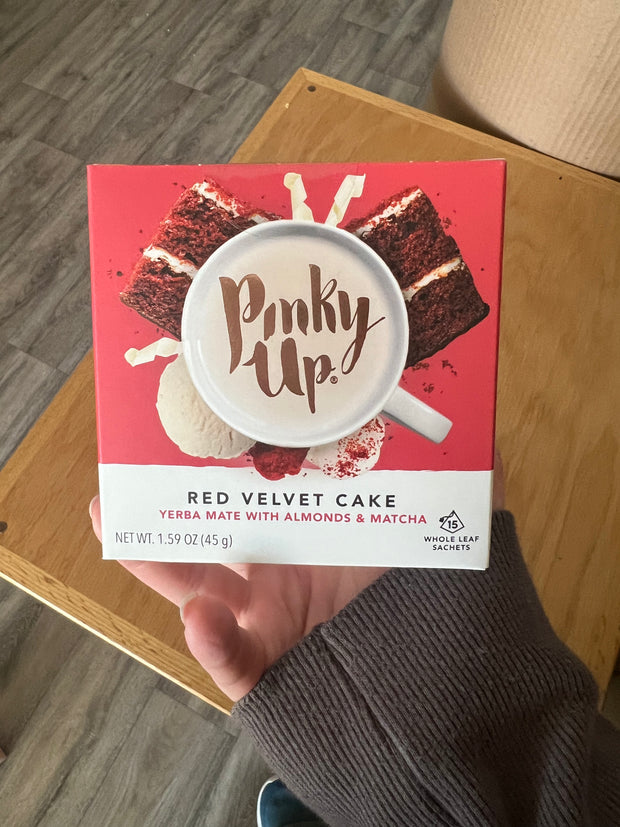 Pinky
Up®
RED VELVET CAKE
YERBA MATE WITH ALMONDS & MATCHA
NET WT. 1.59 OZ (45 g)
15
WHOLE LEAF
SACHETS